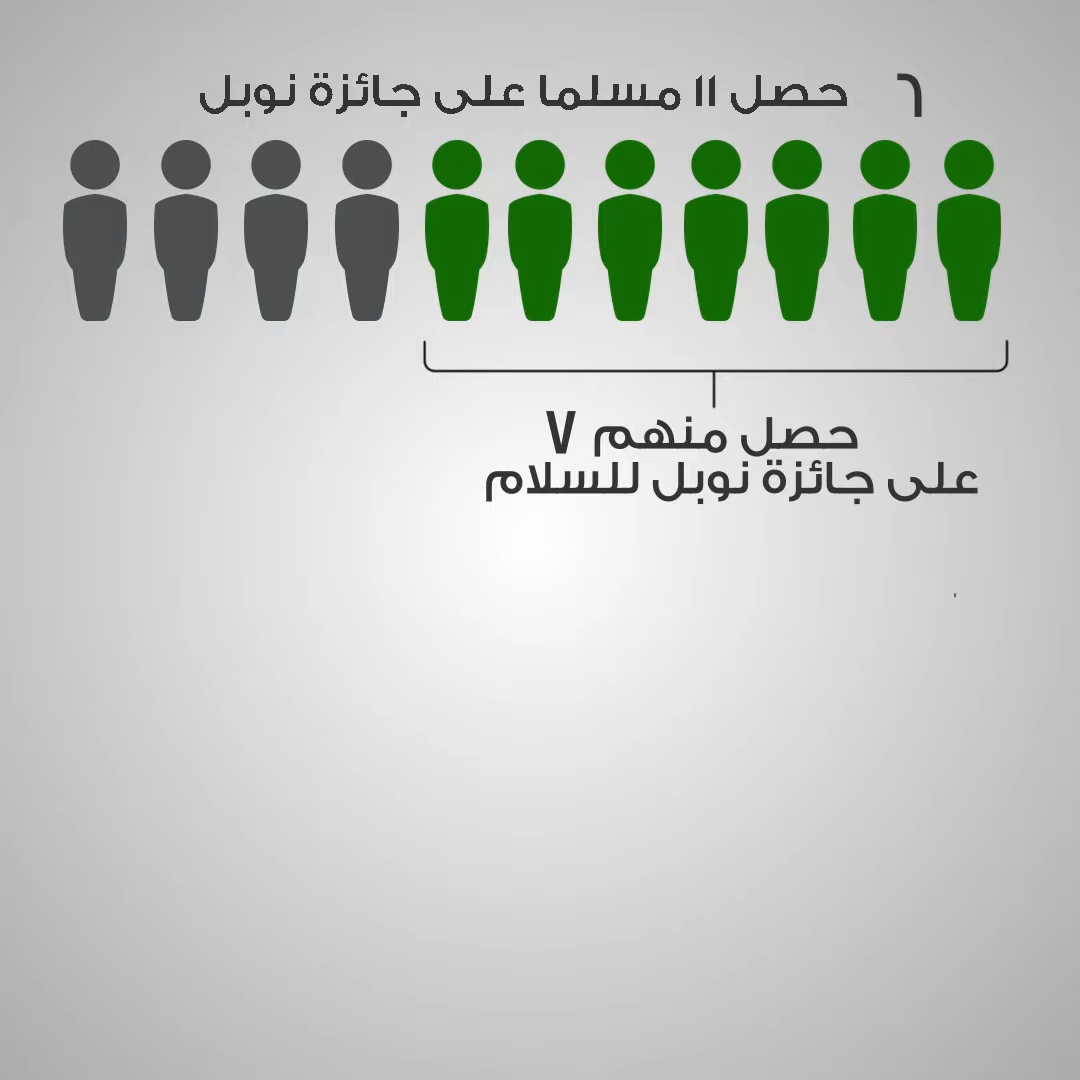 ٦ حصل ١١ مسلما على جائزة نوبل
حصل منهم ٧
على جائزة نوبل للسلام